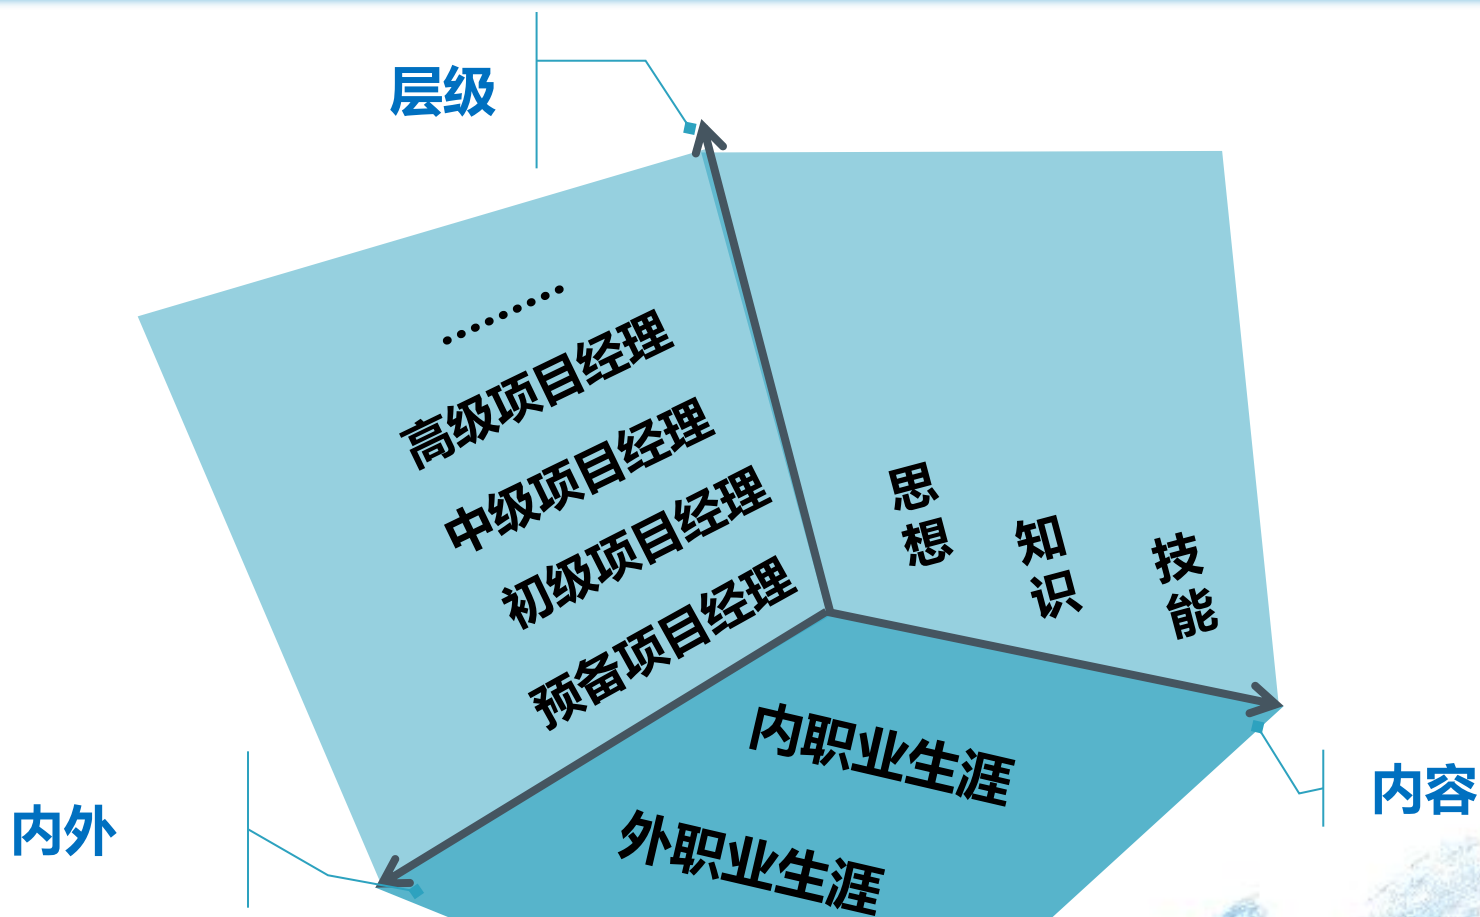 层级
………
高级项目经理
中级项目经理
初级项目经理
预备项目经理
思想
知识
技能
内职业生涯
外职业生涯
内外
内容